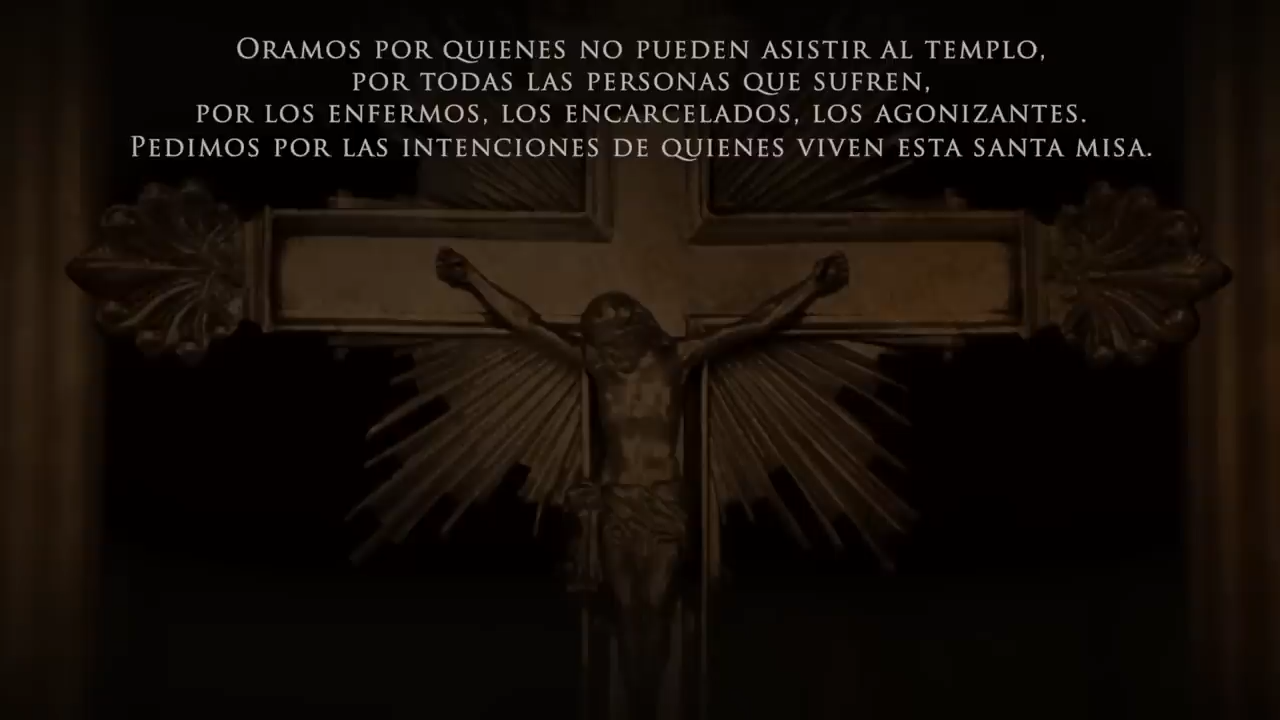 Oramos por quienes no pueden asistir al templo,
por todas las personas que sufren,
por los enfermos, los encarcelados, los agonizantes.
Pedimos por las intenciones de quienes viven esta santa misa.